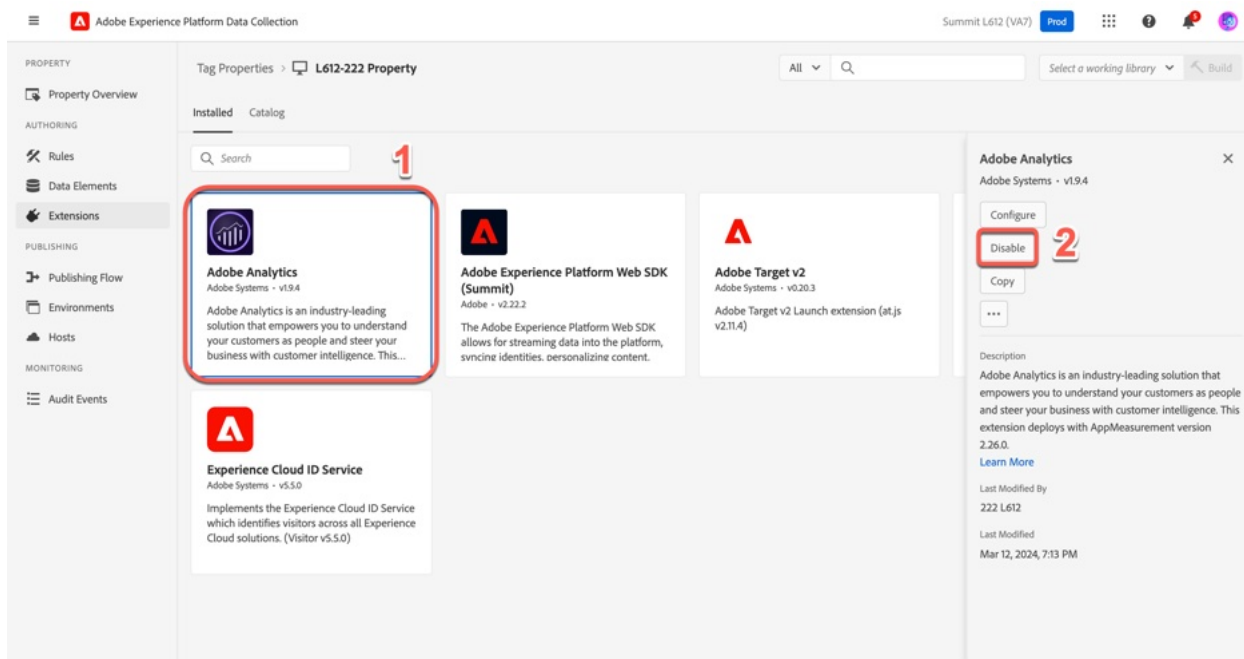 Adobe Experience Platform Data Collection
Summit L612 (VA7)
Prod
5
PROPERTY
Property Overview
AUTHORING
Rules
Data Elements
Extensions
PUBLISHING
Publishing Flow
Environments
Hosts
MONITORING
Audit Events
Tag Properties > L612-222 Property
All
Select a working library
Build
Installed
Catalog
Search
1
Adobe Analytics
Adobe Systems • v1.9.4
Adobe Analytics is an industry-leading
solution that empowers you to understand
your customers as people and steer your
business with customer intelligence. This...
Adobe Experience Platform Web SDK
(Summit)
Adobe • v2.22.2
The Adobe Experience Platform Web SDK
allows for streaming data into the platform,
syncing identities, personalizing content,
Adobe Target v2
Adobe Systems • v0.20.3
Adobe Target v2 Launch extension (at.js
v2.11.4)
Experience Cloud ID Service
Adobe Systems • v5.5.0
Implements the Experience Cloud ID Service
which identifies visitors across all Experience
Cloud solutions. (Visitor v5.5.0)
Adobe Analytics
Adobe Systems • v1.9.4
Configure
Disable
2
Copy
Description
Adobe Analytics is an industry-leading solution that
empowers you to understand your customers as people
and steer your business with customer intelligence. This
extension deploys with AppMeasurement version
2.26.0.
Learn More
Last Modified By
222 L612
Last Modified
Mar 12, 2024, 7:13 PM